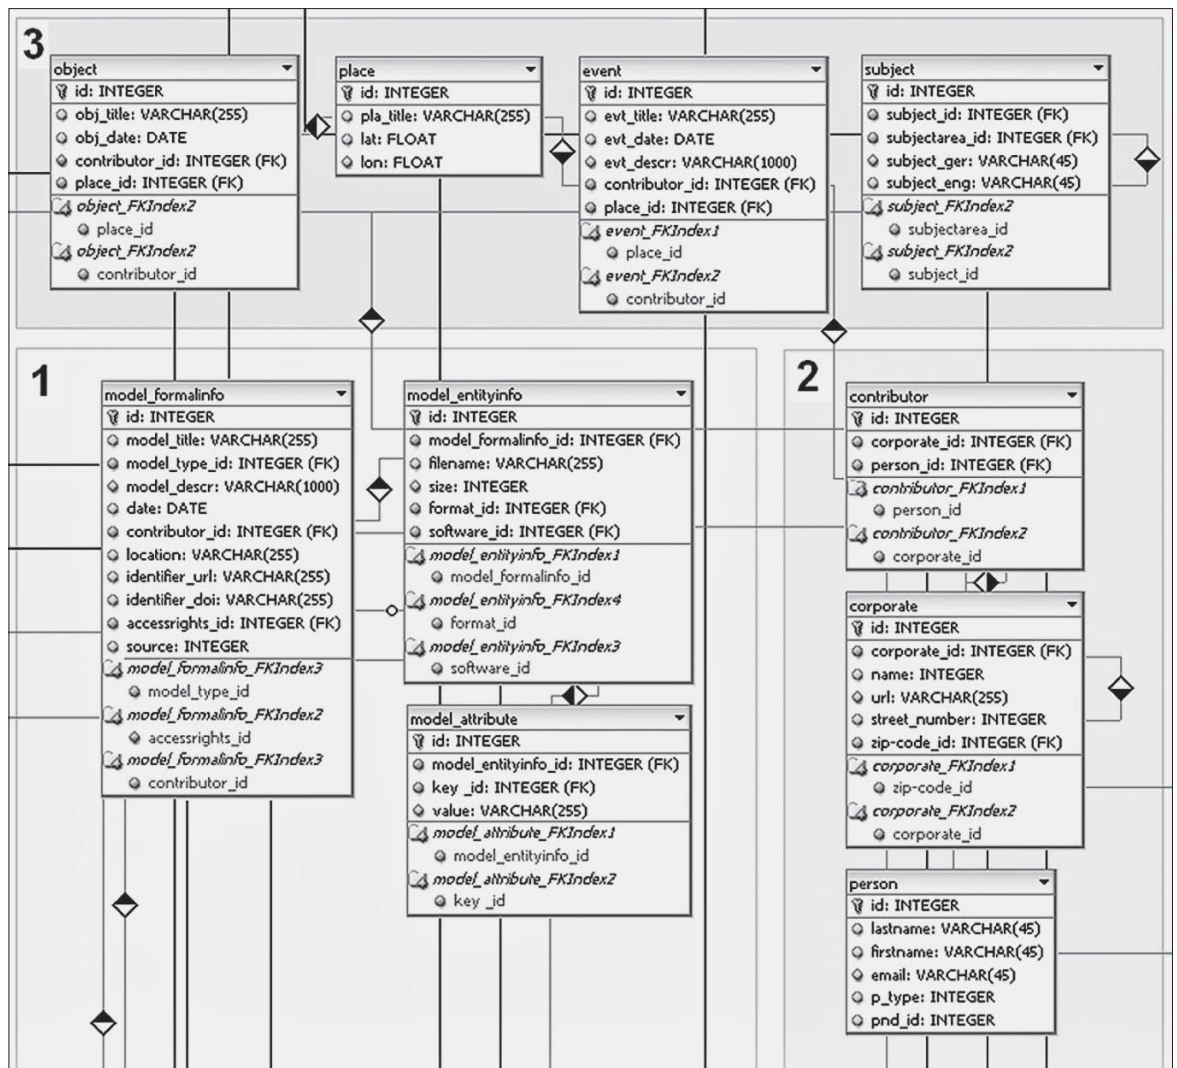 3
object
id: INTEGER
obj_title: VARCHAR(255)
obj_date: DATE
contributor_id: INTEGER (FK)
place_id: INTEGER (FK)
object_FKIndex2
place_id
object_FKIndex2
contributor_id
place
id: INTEGER
pla_title: VARCHAR(255)
lat: FLOAT
lon: FLOAT
event
id: INTEGER
evt_title: VARCHAR(255)
evt_date: DATE
evt_descr: VARCHAR(1000)
contributor_id: INTEGER (FK)
place_id: INTEGER (FK)
event_FKIndex1
place_id
event_FKIndex2
contributor_id
subject
id: INTEGER
subject_id: INTEGER (FK)
subjectarea_id: INTEGER (FK)
subject_ger: VARCHAR(45)
subject_eng: VARCHAR(45)
subject_FKIndex2
subjectarea_id
subject_FKIndex2
subject_id
1
model_formalinfo
id: INTEGER
model_title: VARCHAR(255)
model_type_id: INTEGER (FK)
model_descr: VARCHAR(1000)
date: DATE
contributor_id: INTEGER (FK)
location: VARCHAR(255)
identifier_url: VARCHAR(255)
identifier_doi: VARCHAR(255)
accessrights_id: INTEGER (FK)
source: INTEGER
model_formalinfo_FKIndex3
model_type_id
model_formalinfo_FKIndex2
accessrights_id
model_formalinfo_FKIndex3
contributor_id
model_entityinfo
id: INTEGER
model_formalinfo_id: INTEGER (FK)
filename: VARCHAR(255)
size: INTEGER
format_id: INTEGER (FK)
software_id: INTEGER (FK)
model_entityinfo_FKIndex1
model_formalinfo_id
model_entityinfo_FKIndex4
format_id
model_entityinfo_FKIndex3
software_id
model_attribute
id: INTEGER
model_entityinfo_id: INTEGER (FK)
key _id: INTEGER (FK)
value: VARCHAR(255)
model_attribute_FKIndex1
model_entityinfo_id
model_attribute_FKIndex2
key _id
2
contributor
id: INTEGER
corporate_id: INTEGER (FK)
person_id: INTEGER (FK)
contributor_FKIndex1
person_id
contributor_FKIndex2
corporate_id
corporate
id: INTEGER
corporate_id: INTEGER (FK)
name: INTEGER
url: VARCHAR(255)
street_number: INTEGER
zip-code_id: INTEGER (FK)
corporate_FKIndex1
zip-code_id
corporate_FKIndex2
corporate_id
person
id: INTEGER
lastname: VARCHAR(45)
firstname: VARCHAR(45)
email: VARCHAR(45)
p_type: INTEGER
pnd_id: INTEGER